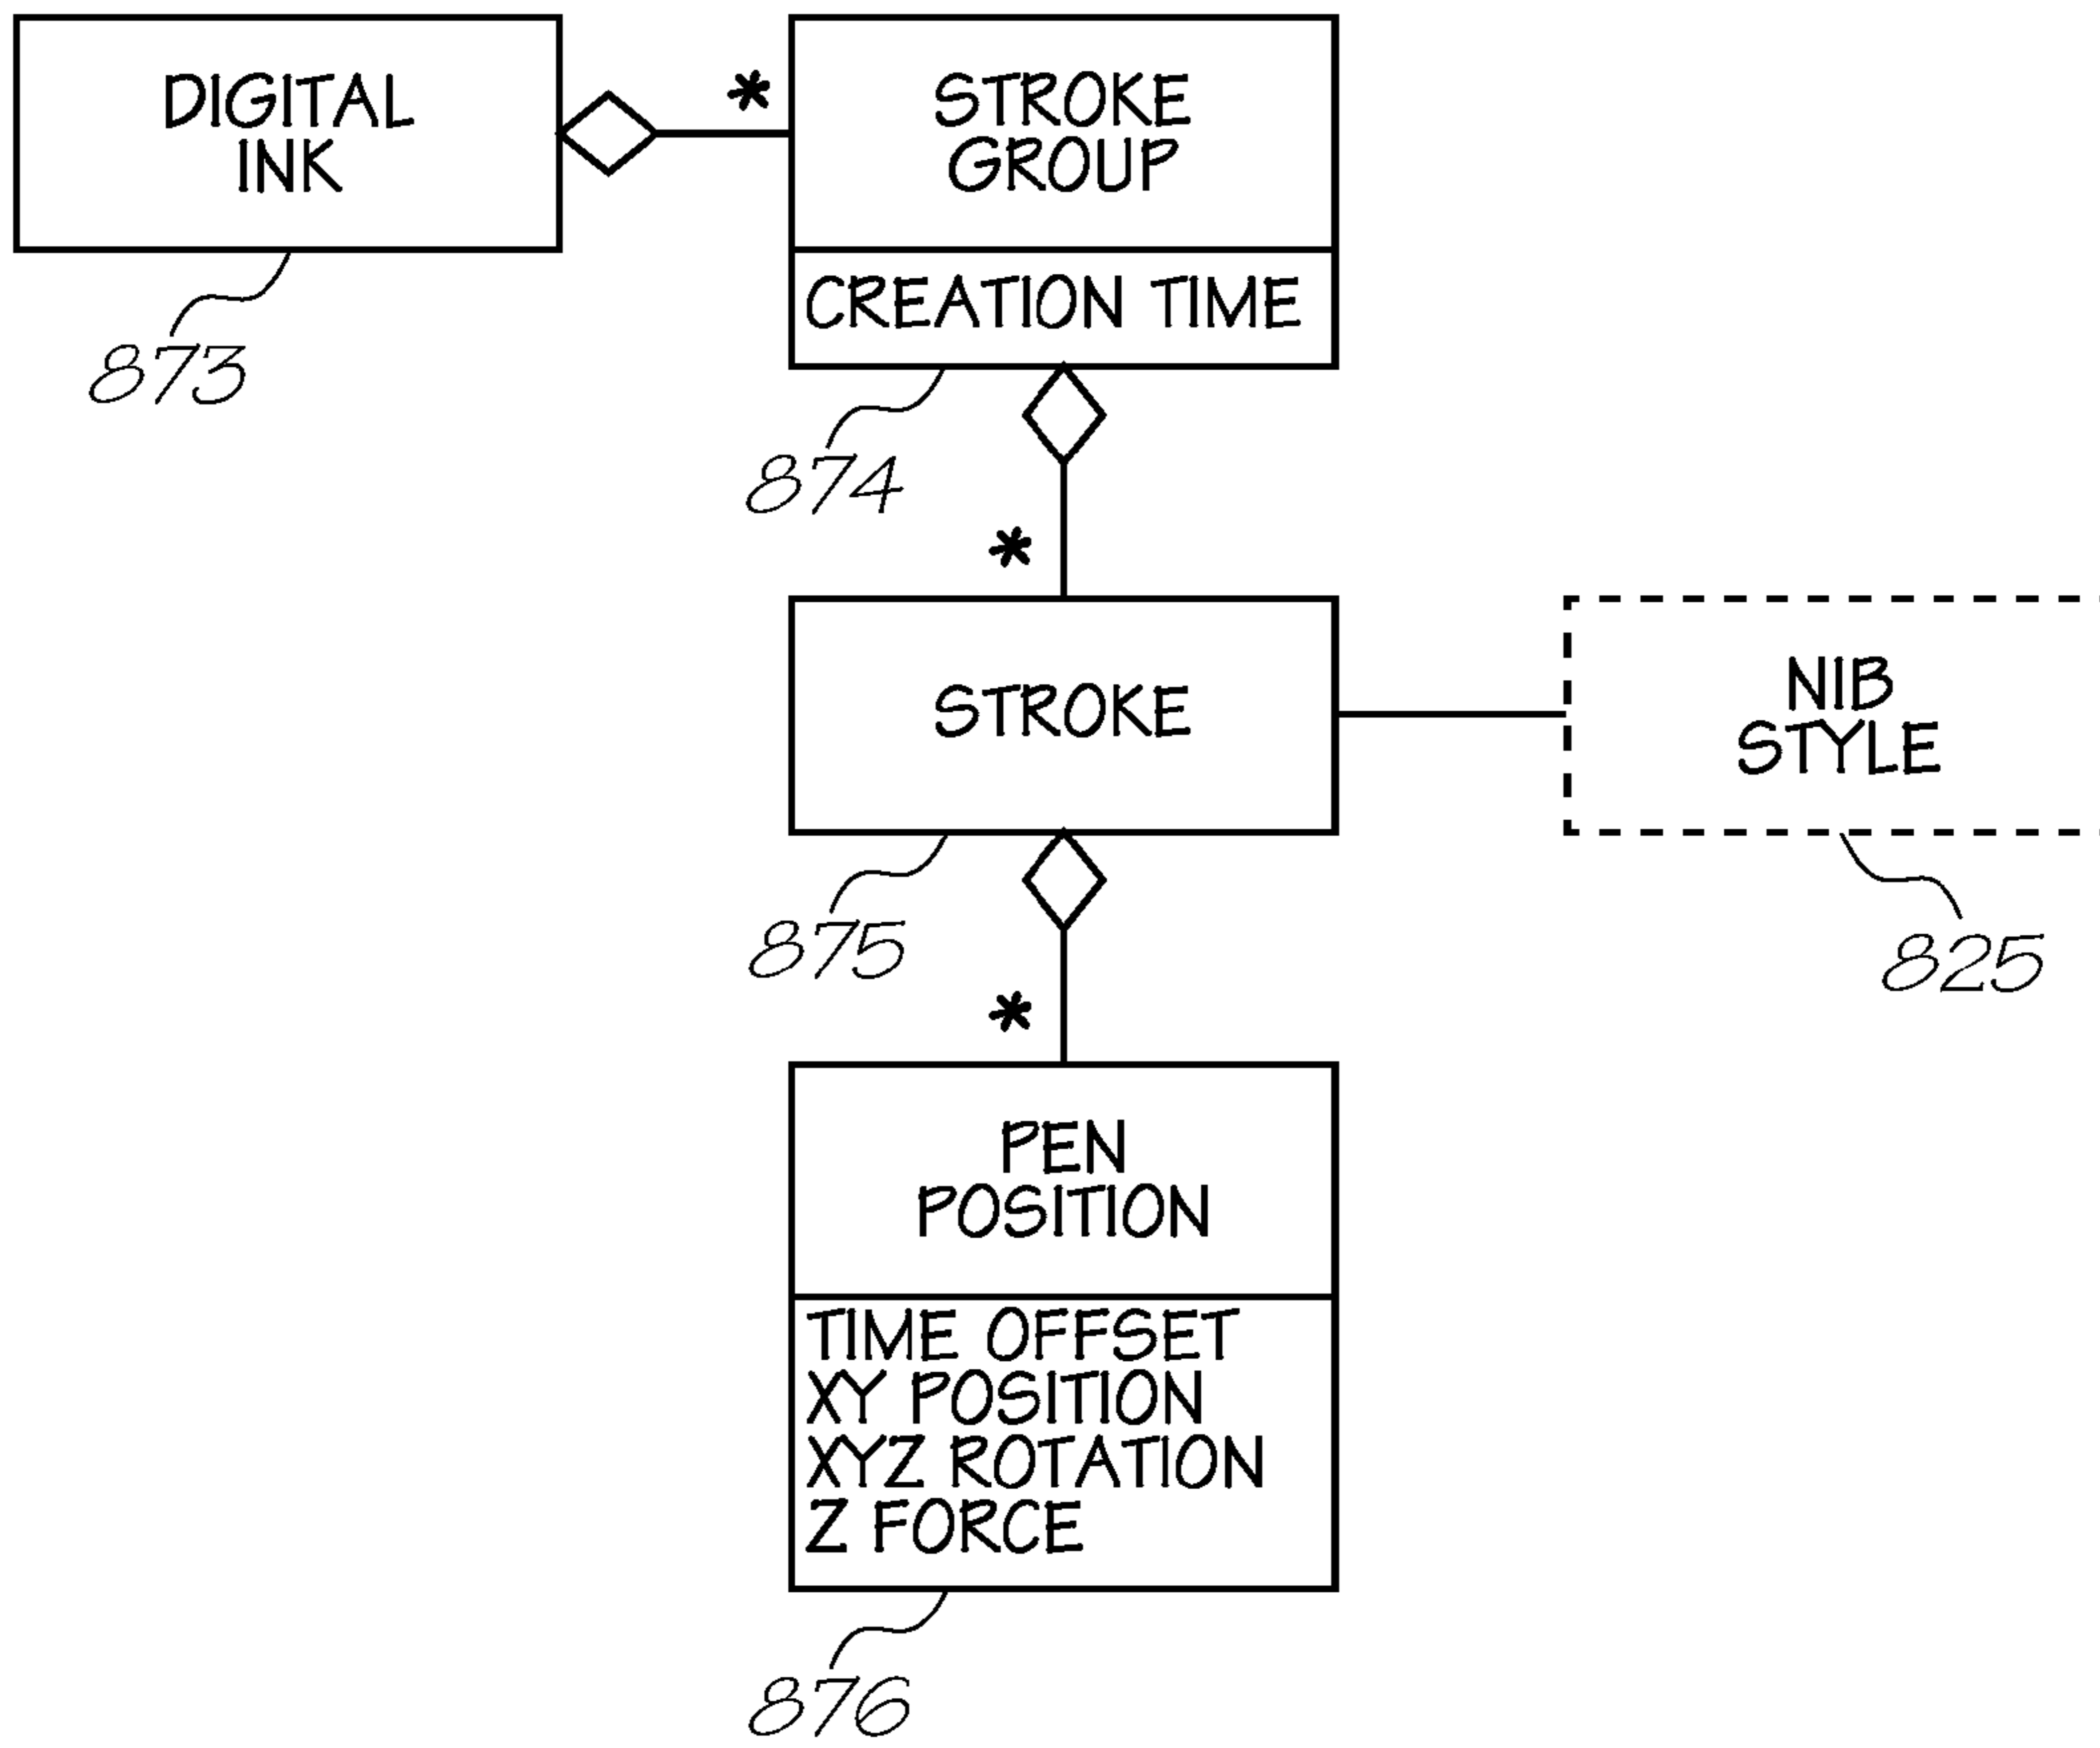 DIGITAL
INK
*
STROKE
GROUP
CREATION TIME
873
874
*
STROKE
NIB
STYLE
875
825
*
PEN
POSITION
TIME OFFSET
XY POSITION
XYZ ROTATION
Z FORCE
876